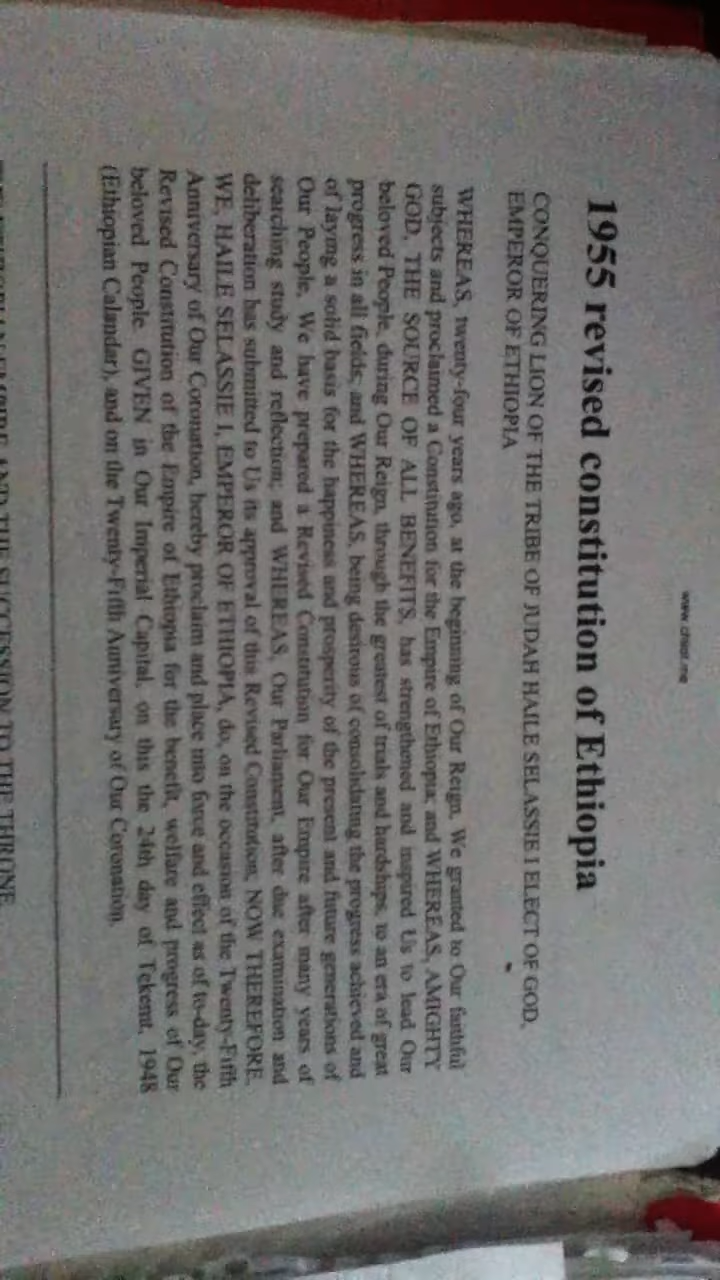 www.chilot.me
1955 revised constitution of Ethiopia
CONQUERING LION OF THE TRIBE OF JUDAH HAILE SELASSIE I ELECT OF GOD,
EMPEROR OF ETHIOPIA
WHEREAS, twenty-four years ago, at the beginning of Our Reign, We granted to Our faithful
subjects and proclaimed a Constitution for the Empire of Ethiopia; and WHEREAS, AMIGHTY
GOD, THE SOURCE OF ALL BENEFITS, has strengthened and inspired Us to lead Our
beloved People, during Our Reign, through the greatest of trials and hardships, to an era of great
progress in all fields; and WHEREAS, being desirous of consolidating the progress achieved and
of laying a solid basis for the happiness and prosperity of the present and future generations of
Our People, We have prepared a Revised Constitution for Our Empire after many years of
searching study and reflection; and WHEREAS, Our Parliament, after due examination and
deliberation has submitted to Us its approval of this Revised Constitution, NOW THEREFORE,
WE, HAILE SELASSIE I, EMPEROR OF ETHIOPIA, do, on the occasion of the Twenty-Fifth
Anniversary of Our Coronation, hereby proclaim and place into force and effect as of to-day, the
Revised Constitution of the Empire of Ethiopia for the benefit, welfare and progress of Our
beloved People. GIVEN in Our Imperial Capital, on this the 24th day of Tekemt, 1948
(Ethiopian Calandar), and on the Twenty-Fifth Anniversary of Our Coronation.
EMPIRE AND THE SUCCESSION TO THE THRONE